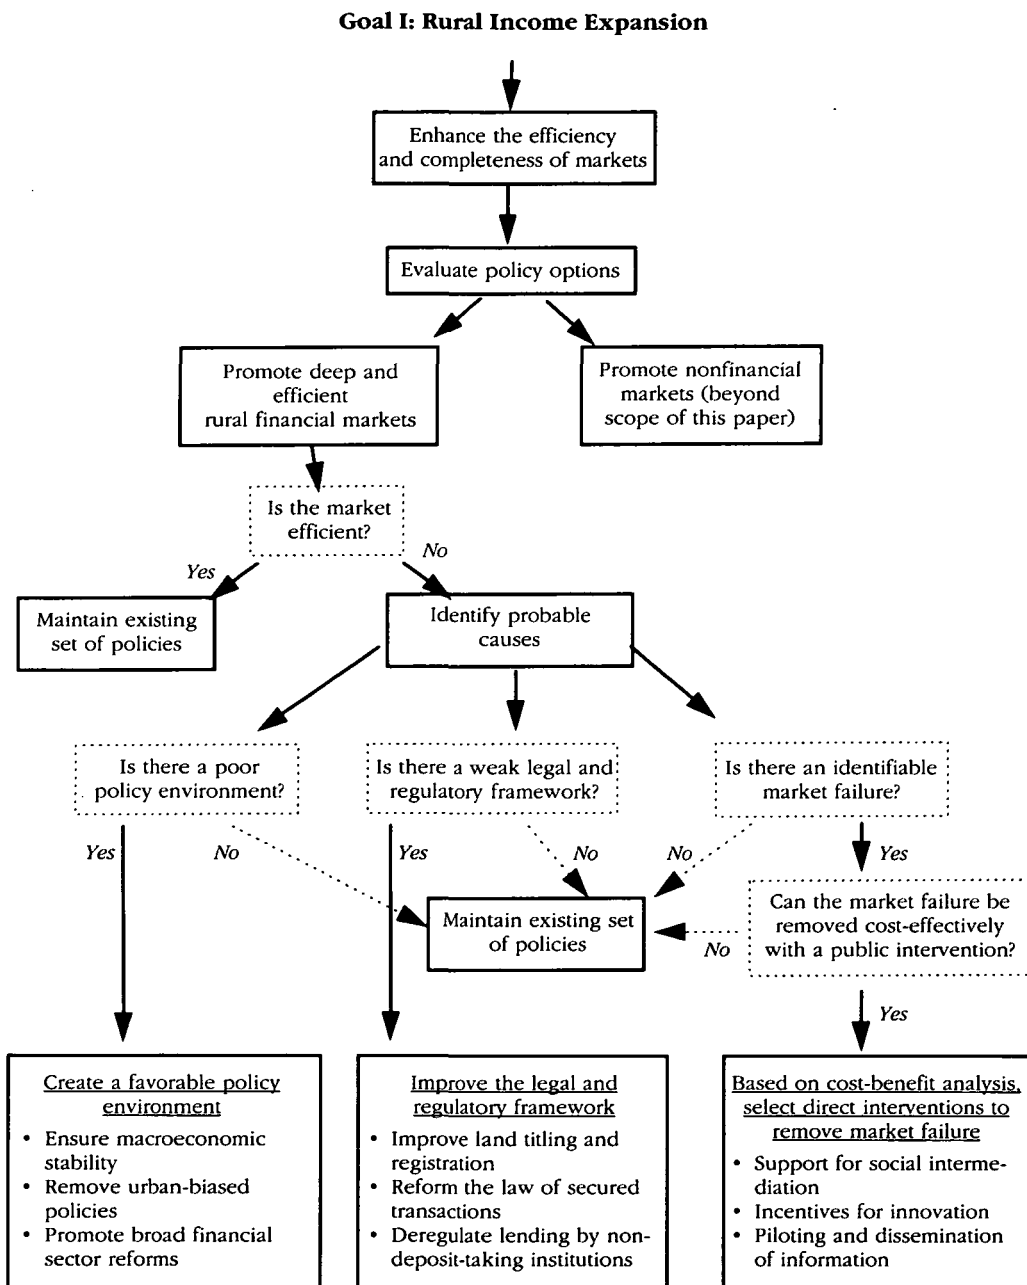 Goal I: Rural Income Expansion
Enhance the efficiency
and completeness of markets
Evaluate policy options
Promote deep and
efficient
rural financial markets
Promote nonfinancial
markets (beyond
scope of this paper)
Is the market
efficient?
Yes
No
Maintain existing
set of policies
Identify probable
causes
Is there a poor
policy environment?
Is there a weak legal and
regulatory framework?
Is there an identifiable
market failure?
Yes
No
Yes
No
No
Yes
Maintain existing set
of policies
No
Can the market failure be
removed cost-effectively
with a public intervention?
Yes
Create a favorable policy
environment
• Ensure macroeconomic
stability
• Remove urban-biased
policies
• Promote broad financial
sector reforms
Improve the legal and
regulatory framework
• Improve land titling and
registration
• Reform the law of secured
transactions
• Deregulate lending by non-
deposit-taking institutions
Based on cost-benefit analysis,
select direct interventions to
remove market failure
• Support for social interme-
diation
• Incentives for innovation
• Piloting and dissemination
of information